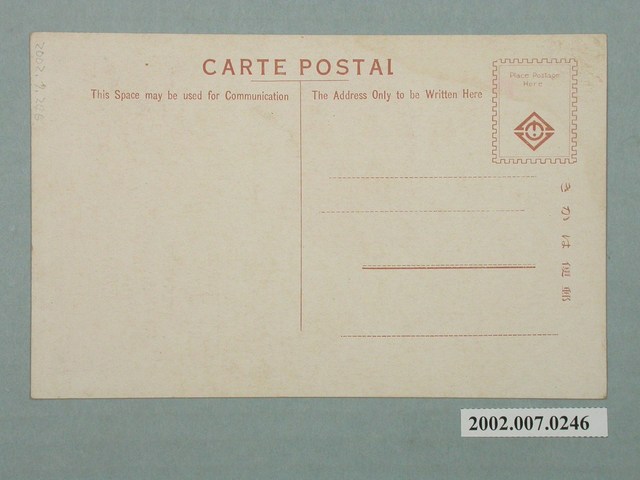 CARTE POSTAL
This Space may be used for Communication
The Address Only to be Written Here
Place Postage
Here
きかは便郵
2002.007.0246